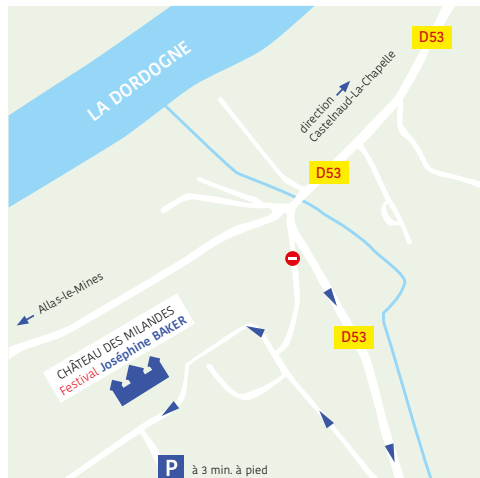 D53
LA DORDOGNE
direction
Castelnaud-La-Chapelle
D53
Allas-le-Mines
CHÂTEAU DES MILANDES
Festival Joséphine BAKER
D53
P
à 3 min. à pied